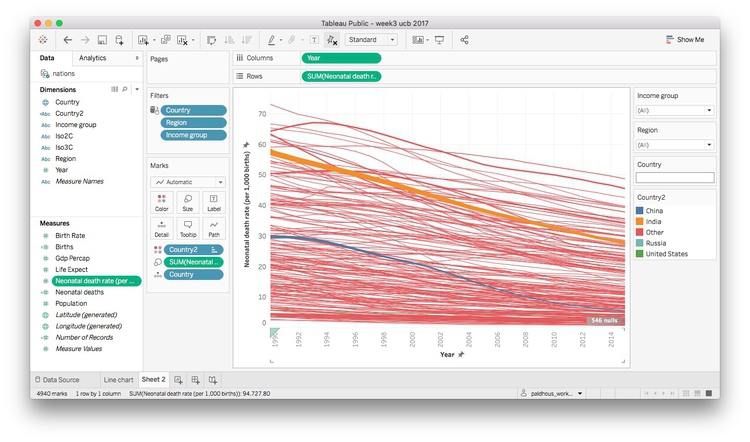 Tableau Public - week3 ucb 2017
Standard
Show Me
Data
Analytics
nations
Dimensions
Country
Abc Country2
Abc Income group
Abc Iso2C
Abc Iso3C
Abc Region
Year
Abc Measure Names
Measures
Birth Rate
Births
Gdp Percap
Life Expect
Neonatal death rate (per ...
Neonatal deaths
Population
Latitude (generated)
Longitude (generated)
Number of Records
Measure Values
Pages
Filters
Country
Region
Income group
Marks
Automatic
Color
Size
Label
Detail
Tooltip
Path
Country2
SUM(Neonatal ..
Country
Columns
Year
Rows
SUM(Neonatal death r..
Neonatal death rate (per 1,000 births)
70
60
50
40
30
20
10
0
1990
1992
1994
1996
1998
2000
2002
2004
2006
2008
2010
2012
2014
Year
546 nulls
Income group
(All)
Region
(All)
Country
Country2
China
India
Other
Russia
United States
Data Source
Line chart
Sheet 2
4940 marks
1 row by 1 column
SUM(Neonatal death rate (per 1,000 births)): 94,727.80
paldhous_work...